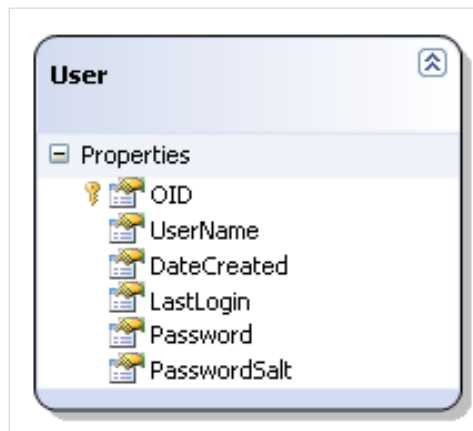 User
Properties
OID
UserName
DateCreated
LastLogin
Password
PasswordSalt